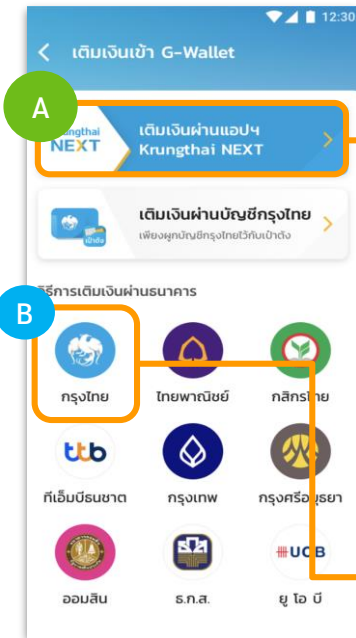 12:30
เติมเงินเข้า G-Wallet
A
Krungthai
NEXT
เติมเงินผ่านแอปฯ
Krungthai NEXT
เติมเงินผ่านบัญชีกรุงไทย
เพียงผูกบัญชีกรุงไทยไว้กับเป๋าตัง
เป๋าตัง
วิธีการเติมเงินผ่านธนาคาร
B
กรุงไทย ไทยพาณิชย์ กสิกรไทย
ttb
ทีเอ็มบีธนชาต กรุงเทพ กรุงศรีอยุธยา
UOB
ออมสิน ธ.ก.ส. ยู โอ บี